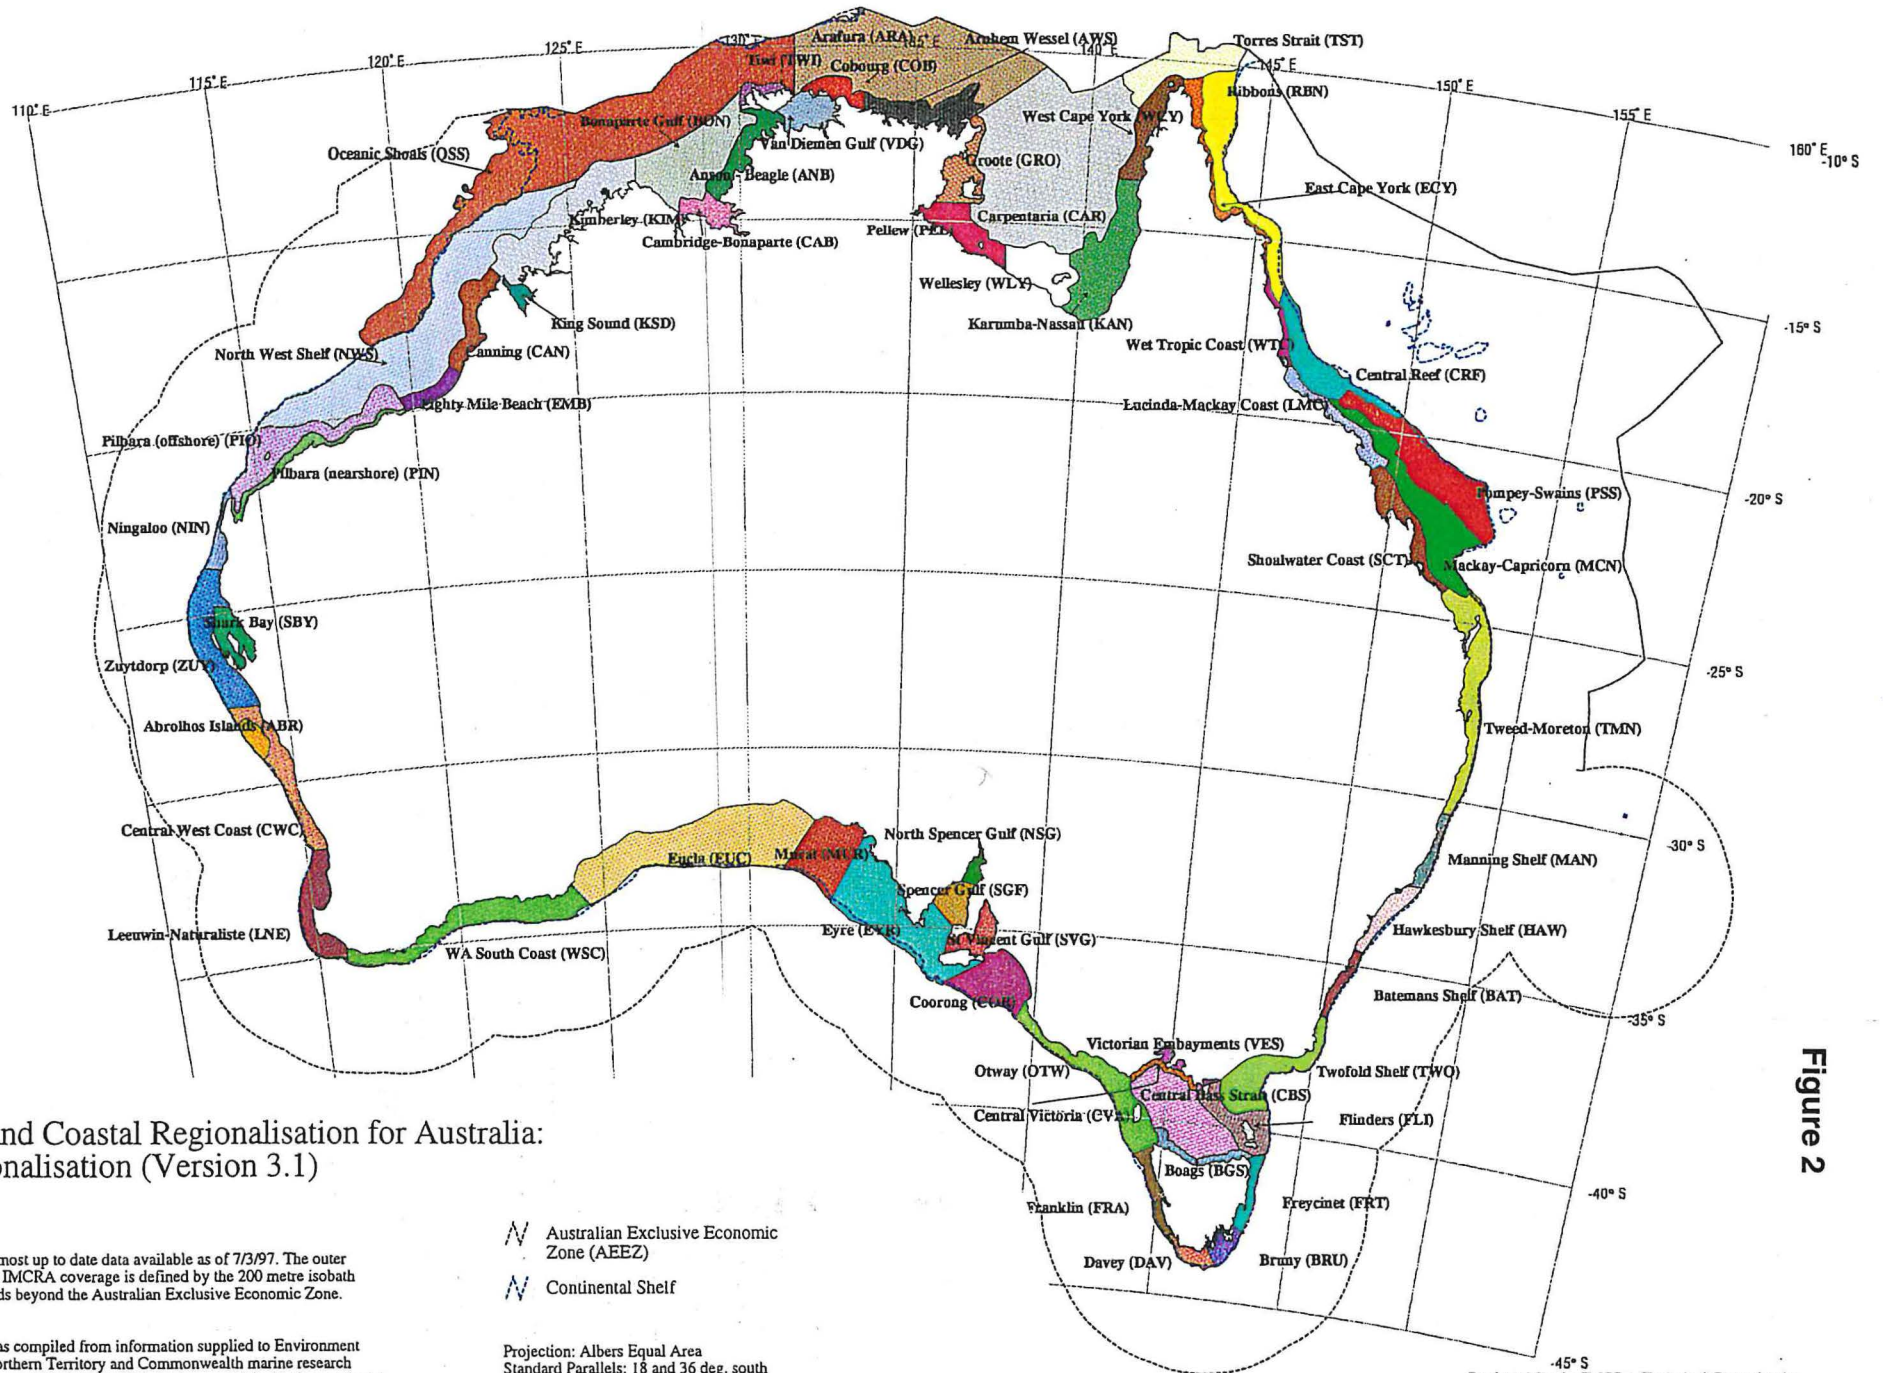 110° E
115° E
120° E
125° E
130° E
135° E
140° E
145° E
150° E
155° E
160° E
-10° S
-15° S
-20° S
-25° S
-30° S
-35° S
-40° S
-45° S
Arafura (ARA)
Arnhem Wessel (AWS)
Torres Strait (TST)
Tiwi (TWI)
Cobourg (COB)
Ribbons (RBN)
Bonaparte Gulf (BON)
West Cape York (WCY)
Oceanic Shoals (OSS)
Van Diemen Gulf (VDG)
Groote (GRO)
Anson - Beagle (ANB)
East Cape York (ECY)
Kimberley (KIM)
Carpentaria (CAR)
Cambridge-Bonaparte (CAB)
Pellew (PEL)
Wellesley (WLY)
King Sound (KSD)
Karumba-Nassau (KAN)
North West Shelf (NWS)
Canning (CAN)
Wet Tropic Coast (WTC)
Central Reef (CRF)
Eighty Mile Beach (EMB)
Lucinda-Mackay Coast (LMC)
Pilbara (offshore) (PIO)
Pilbara (nearshore) (PIN)
Pompey-Swains (PSS)
Ningaloo (NIN)
Shoalwater Coast (SCT)
Mackay-Capricorn (MCN)
Shark Bay (SBY)
Zuytdorp (ZUY)
Abrolhos Islands (ABR)
Tweed-Moreton (TMN)
Central West Coast (CWC)
North Spencer Gulf (NSG)
Eucla (EUC)
Murat (MUR)
Manning Shelf (MAN)
Spencer Gulf (SGF)
Leeuwin-Naturaliste (LNE)
Eyre (EYR)
St Vincent Gulf (SVG)
Hawkesbury Shelf (HAW)
WA South Coast (WSC)
Coorong (COR)
Batemans Shelf (BAT)
Victorian Embayments (VES)
Otway (OTW)
Twofold Shelf (TWO)
Central Bass Strait (CBS)
Central Victoria (CVA)
Flinders (FLI)
Boags (BGS)
Franklin (FRA)
Freycinet (FRT)
Davey (DAV)
Bruny (BRU)
Figure 2
nd Coastal Regionalisation for Australia:
onalisation (Version 3.1)
most up to date data available as of 7/3/97. The outer
IMCRA coverage is defined by the 200 metre isobath
ds beyond the Australian Exclusive Economic Zone.
as compiled from information supplied to Environment
orthern Territory and Commonwealth marine research
Australian Exclusive Economic
Zone (AEEZ)
Continental Shelf
Projection: Albers Equal Area
Standard Parallels: 18 and 36 deg. south